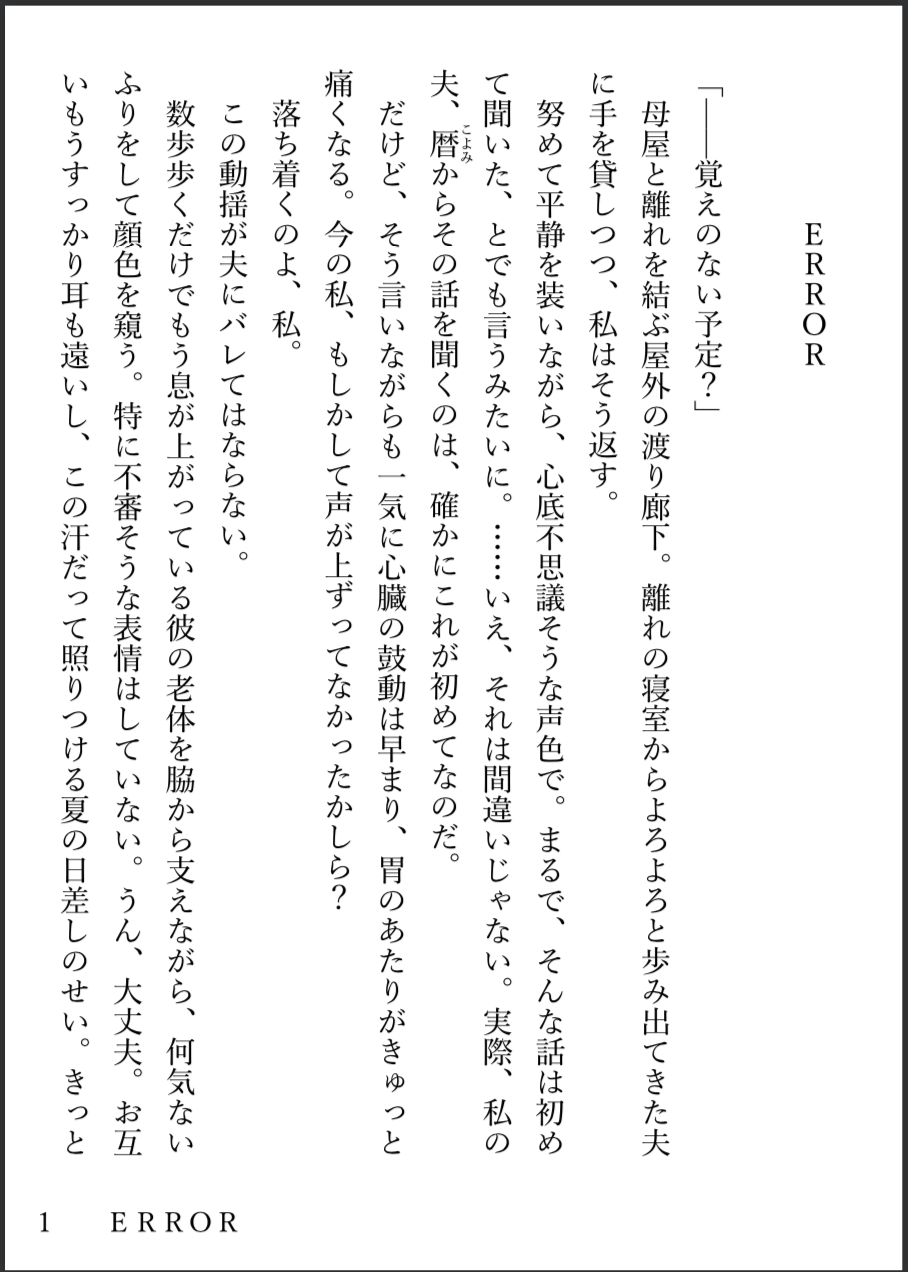 ERROR
「――覚えのない予定？」
　母屋と離れを結ぶ屋外の渡り廊下。離れの寝室からよろよろと歩み出てきた夫
に手を貸しつつ、私はそう返す。
　努めて平静を装いながら、心底不思議そうな声色で。まるで、そんな話は初め
て聞いた、とでも言うみたいに。……いえ、それは間違いじゃない。実際、私の
夫、暦こよみからその話を聞くのは、確かにこれが初めてなのだ。
　だけど、そう言いながらも一気に心臓の鼓動は早まり、胃のあたりがきゅっと
痛くなる。今の私、もしかして声が上ずってなかったかしら？
　落ち着くのよ、私。
　この動揺が夫にバレてはならない。
　数歩歩くだけでもう息が上がっている彼の老体を脇から支えながら、何気ない
ふりをして顔色を窺う。特に不審そうな表情はしていない。うん、大丈夫。お互
いもうすっかり耳も遠いし、この汗だって照りつける夏の日差しのせい。きっと
1 ERROR